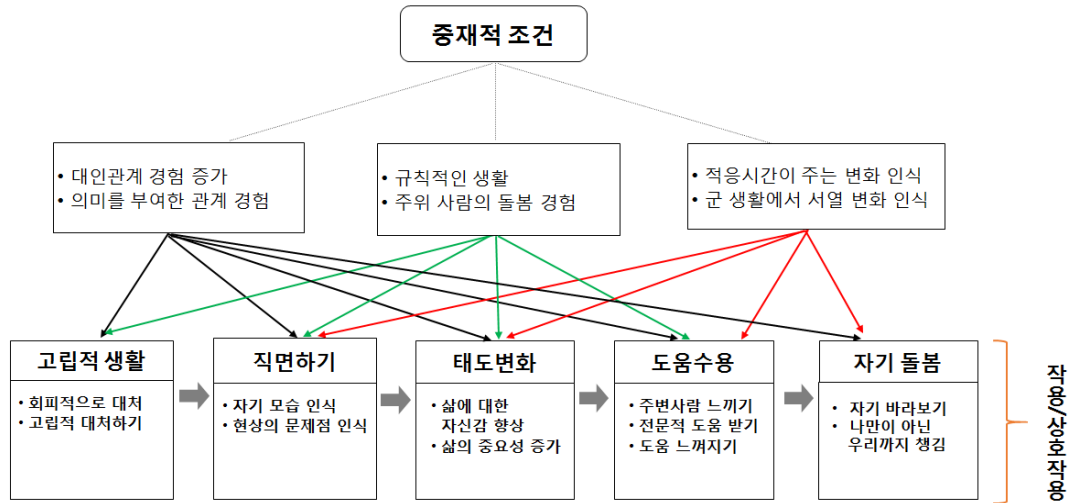 중재적 조건
• 대인관계 경험 증가
• 의미를 부여한 관계 경험
• 규칙적인 생활
• 주위 사람의 돌봄 경험
• 적응시간이 주는 변화 인식
• 군 생활에서 서열 변화 인식
고립적 생활
• 회피적으로 대처
• 고립적 대처하기
직면하기
• 자기 모습 인식
• 현상의 문제점 인식
태도변화
• 삶에 대한
자신감 향상
• 삶의 중요성 증가
도움수용
• 주변사람 느끼기
• 전문적 도움 받기
• 도움 느껴지기
자기 돌봄
• 자기 바라보기
• 나만이 아닌
우리까지 챙김
작용/상호작용